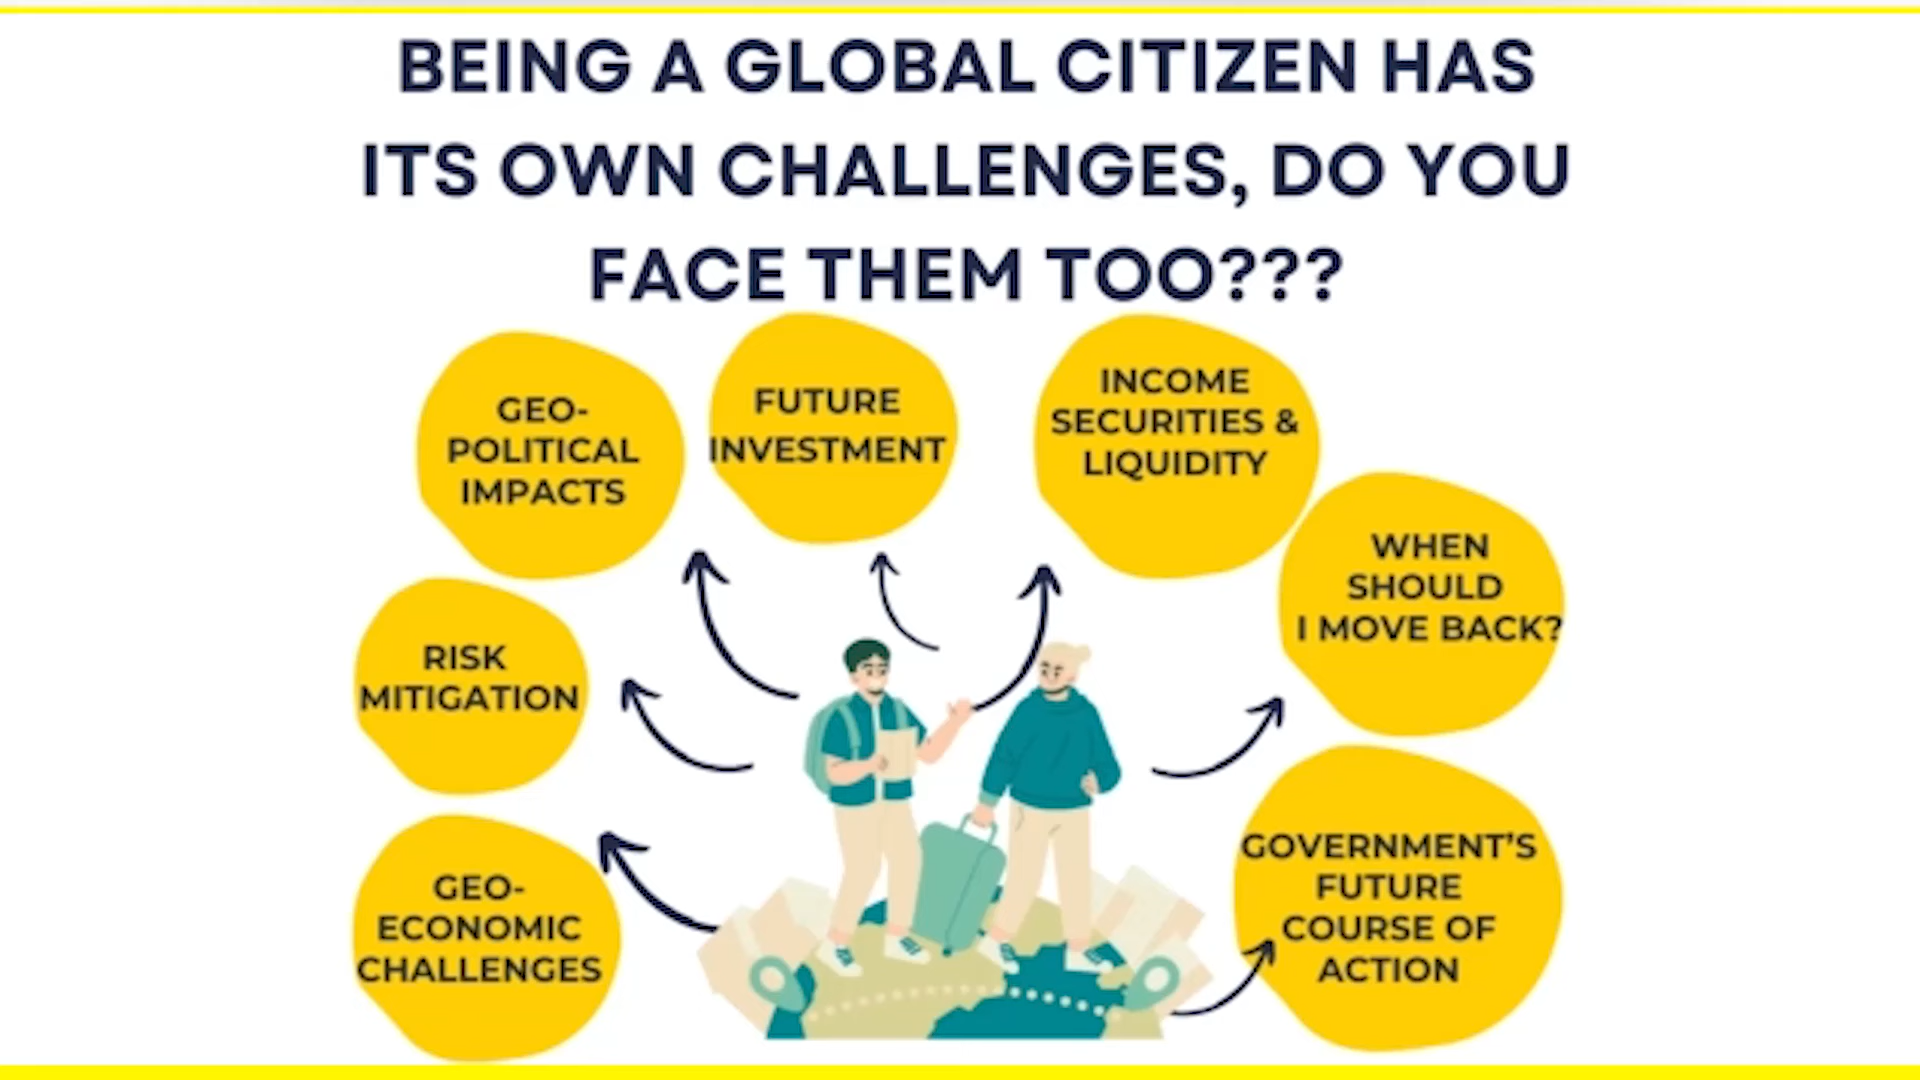 BEING A GLOBAL CITIZEN HAS
ITS OWN CHALLENGES, DO YOU
FACE THEM TOO???
GEO-
POLITICAL
IMPACTS
FUTURE
INVESTMENT
INCOME
SECURITIES &
LIQUIDITY
WHEN
SHOULD
I MOVE BACK?
RISK
MITIGATION
GEO-
ECONOMIC
CHALLENGES
GOVERNMENT'S
FUTURE
COURSE OF
ACTION